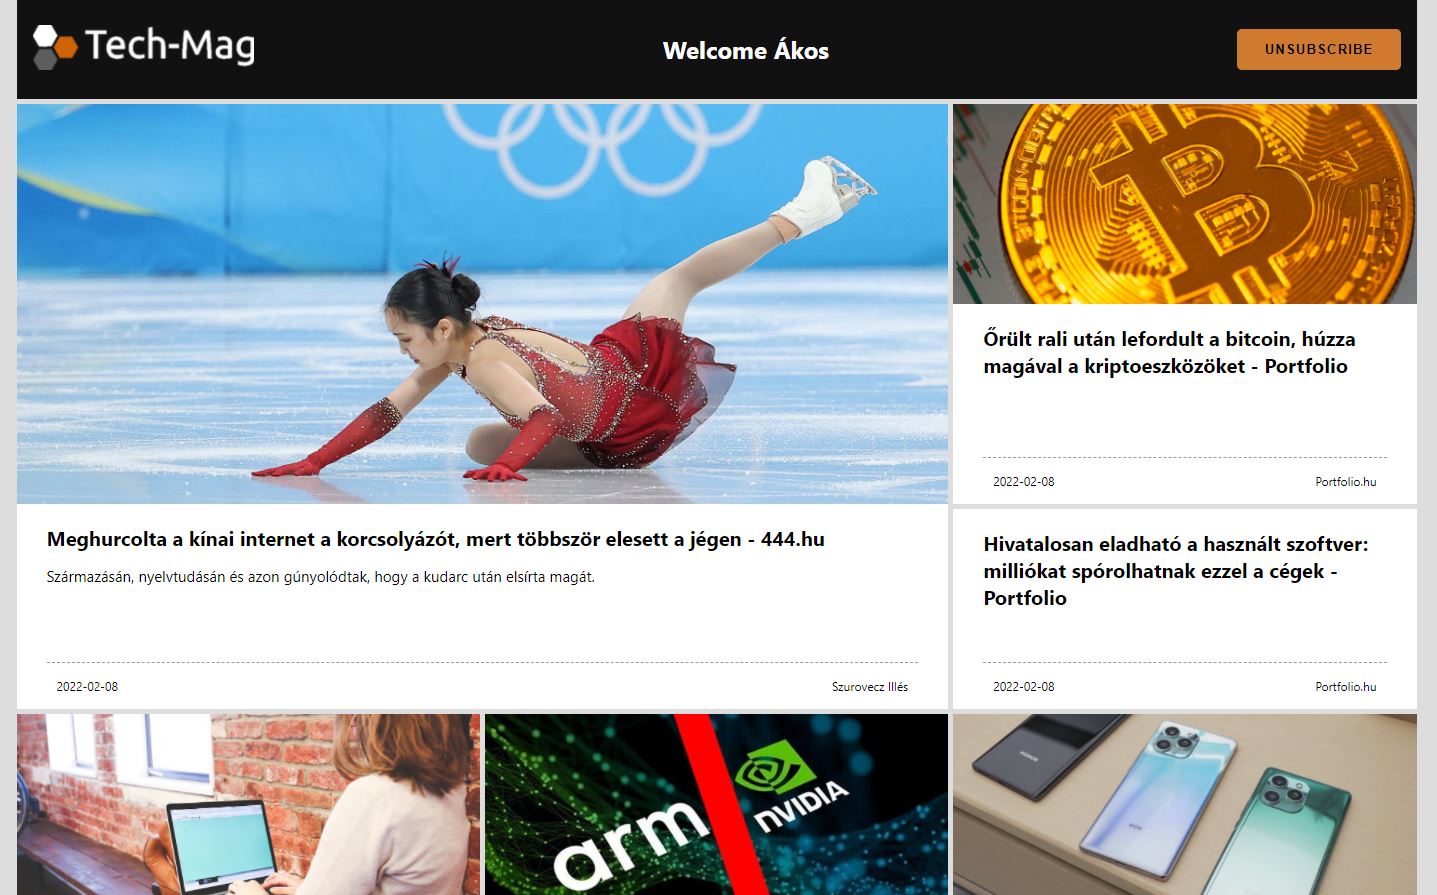 Tech-Mag
Welcome Ákos
UNSUBSCRIBE
Meghurcolta a kínai internet a korcsolyázót, mert többször elesett a jégen - 444.hu
Származásán, nyelvtudásán és azon gúnyolódtak, hogy a kudarc után elsírta magát.
2022-02-08
Szurovecz Illés
Őrült rali után lefordult a bitcoin, húzza
magával a kriptoeszközöket - Portfolio
2022-02-08
Portfolio.hu
Hivatalosan eladható a használt szoftver:
milliókat spórolhatnak ezzel a cégek -
Portfolio
2022-02-08
Portfolio.hu
arm
nVIDIA
HONOR